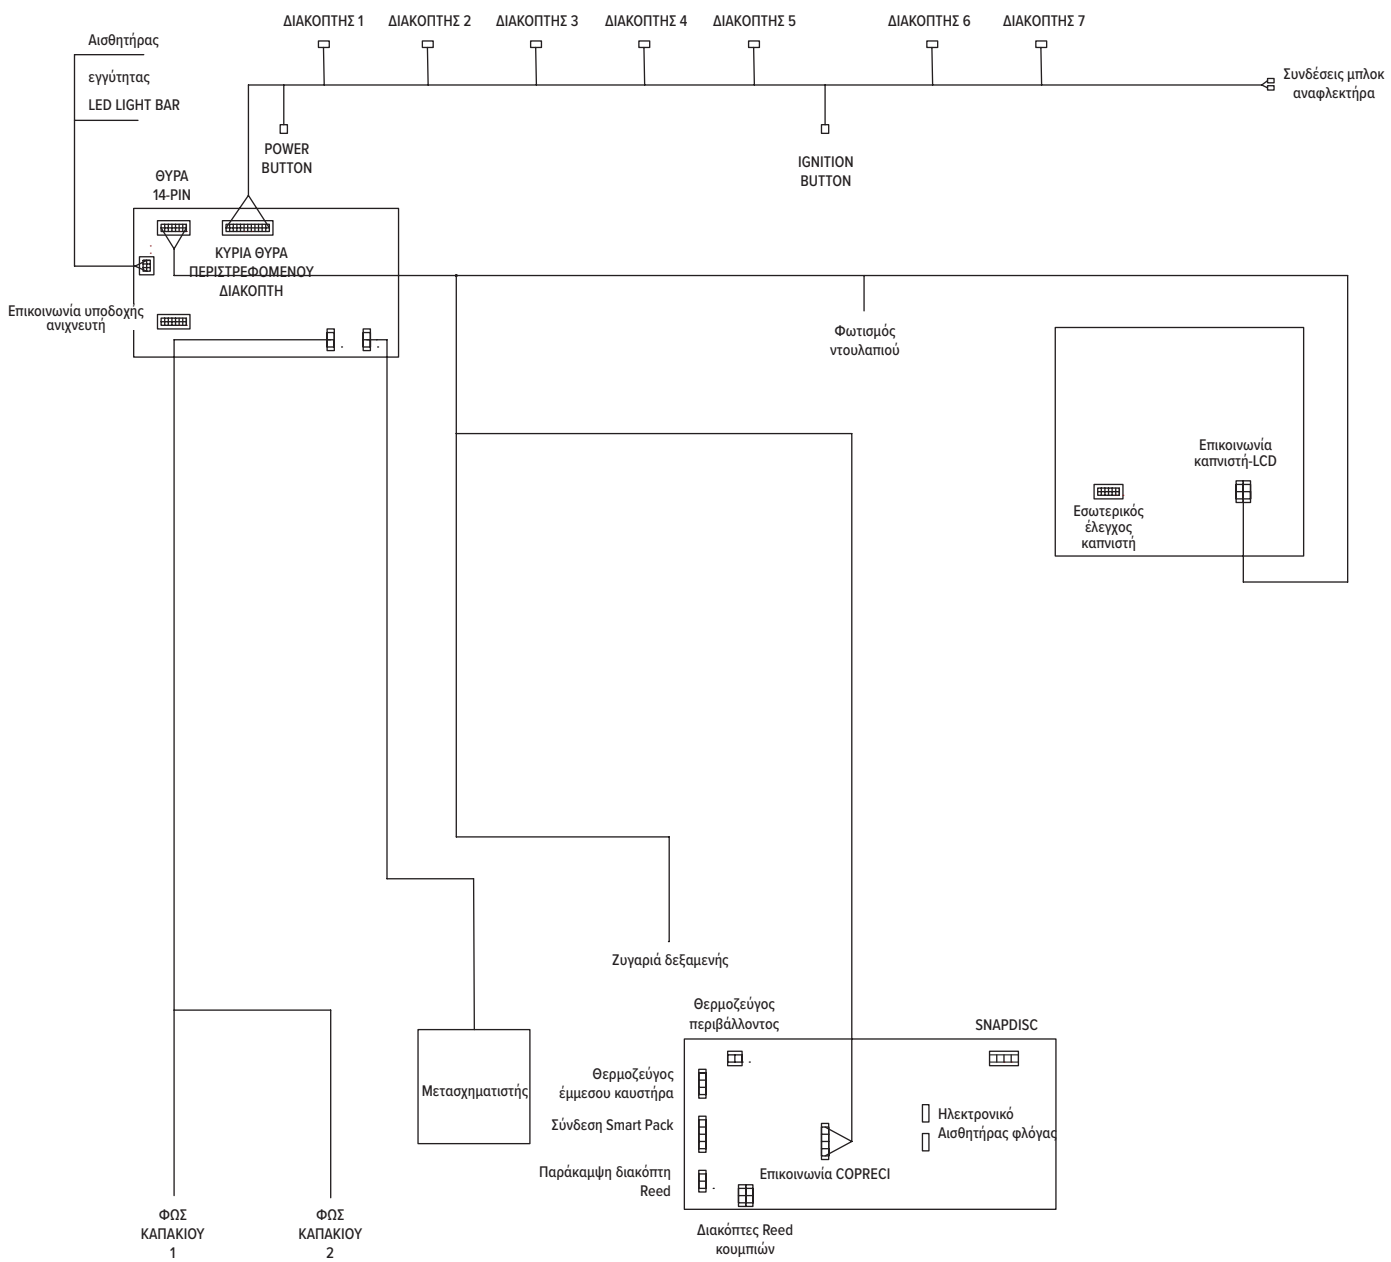 ΔΙΑΚΟΠΤΗΣ 1
ΔΙΑΚΟΠΤΗΣ 2
ΔΙΑΚΟΠΤΗΣ 3
ΔΙΑΚΟΠΤΗΣ 4
ΔΙΑΚΟΠΤΗΣ 5
ΔΙΑΚΟΠΤΗΣ 6
ΔΙΑΚΟΠΤΗΣ 7
Αισθητήρας
εγγύτητας
LED LIGHT BAR
Συνδέσεις μπλοκ
αναφλεκτήρα
POWER
BUTTON
IGNITION
BUTTON
ΘΥΡΑ
14-PIN
ΚΥΡΙΑ ΘΥΡΑ
ΠΕΡΙΣΤΡΕΦΟΜΕΝΟΥ
ΔΙΑΚΟΠΤΗ
Επικοινωνία υποδοχής
ανιχνευτή
Φωτισμός
ντουλαπιού
Επικοινωνία
καπνιστή-LCD
Εσωτερικός
έλεγχος
καπνιστή
Ζυγαριά δεξαμενής
Θερμοζεύγος
περιβάλλοντος
SNAPDISC
Θερμοζεύγος
έμμεσου καυστήρα
Μετασχηματιστής
Σύνδεση Smart Pack
Ηλεκτρονικό
Αισθητήρας φλόγας
Παράκαμψη διακόπτη
Reed
Επικοινωνία COPRECI
Διακόπτες Reed
κουμπιών
ΦΩΣ
ΚΑΠΑΚΙΟΥ
1
ΦΩΣ
ΚΑΠΑΚΙΟΥ
2